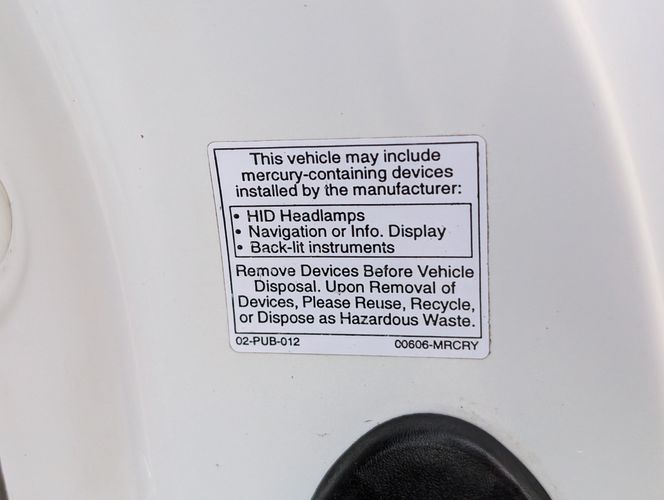 This vehicle may include
mercury-containing devices
installed by the manufacturer:
• HID Headlamps
• Navigation or Info. Display
• Back-lit instruments
Remove Devices Before Vehicle
Disposal. Upon Removal of
Devices, Please Reuse, Recycle,
or Dispose as Hazardous Waste.
02-PUB-012 00606-MRCRY